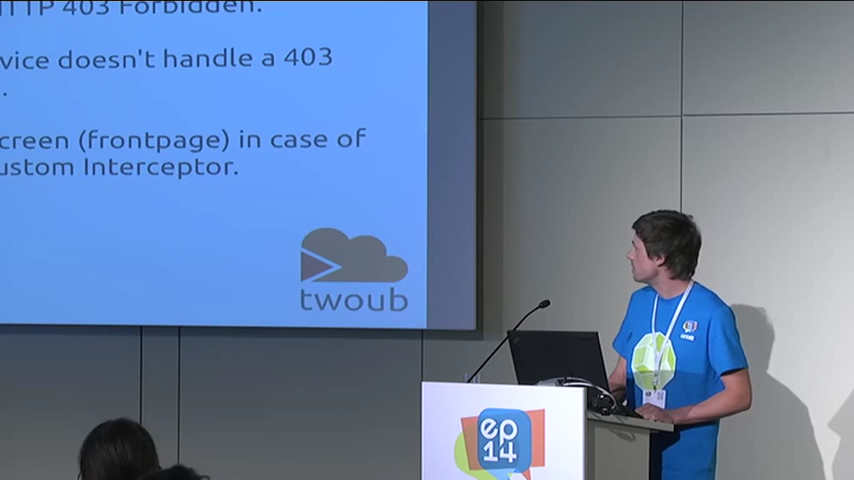 HTTP 403 Forbidden.
vice doesn't handle a 403
.
creen (frontpage) in case of
ustom Interceptor.
twoub
ep
14